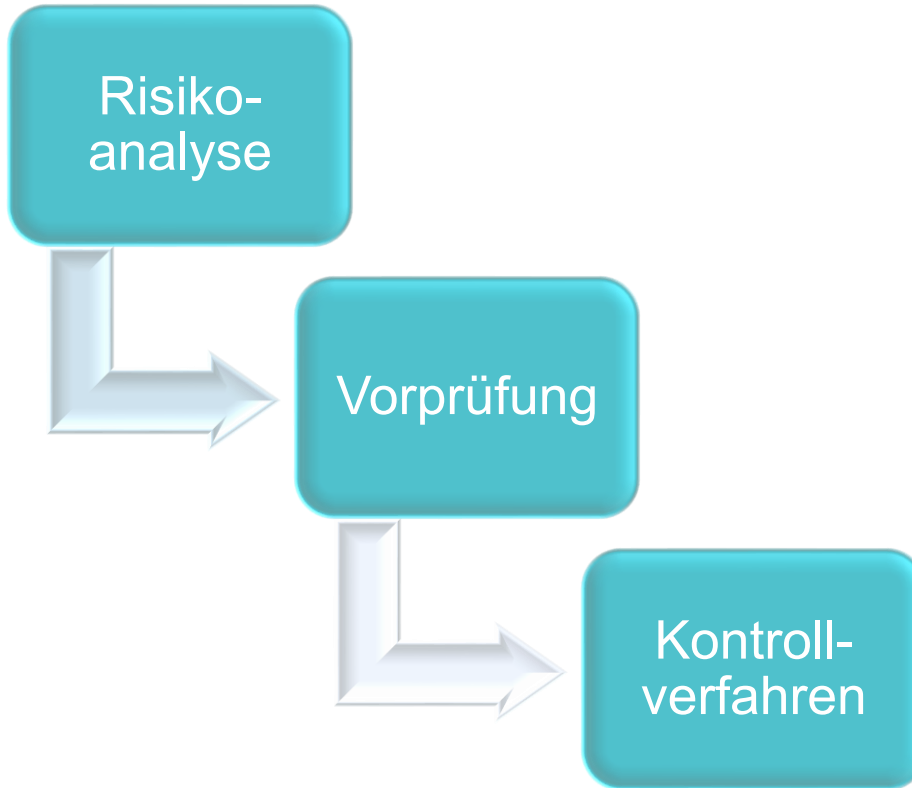 Risiko-
analyse
Vorprüfung
Kontroll-
verfahren